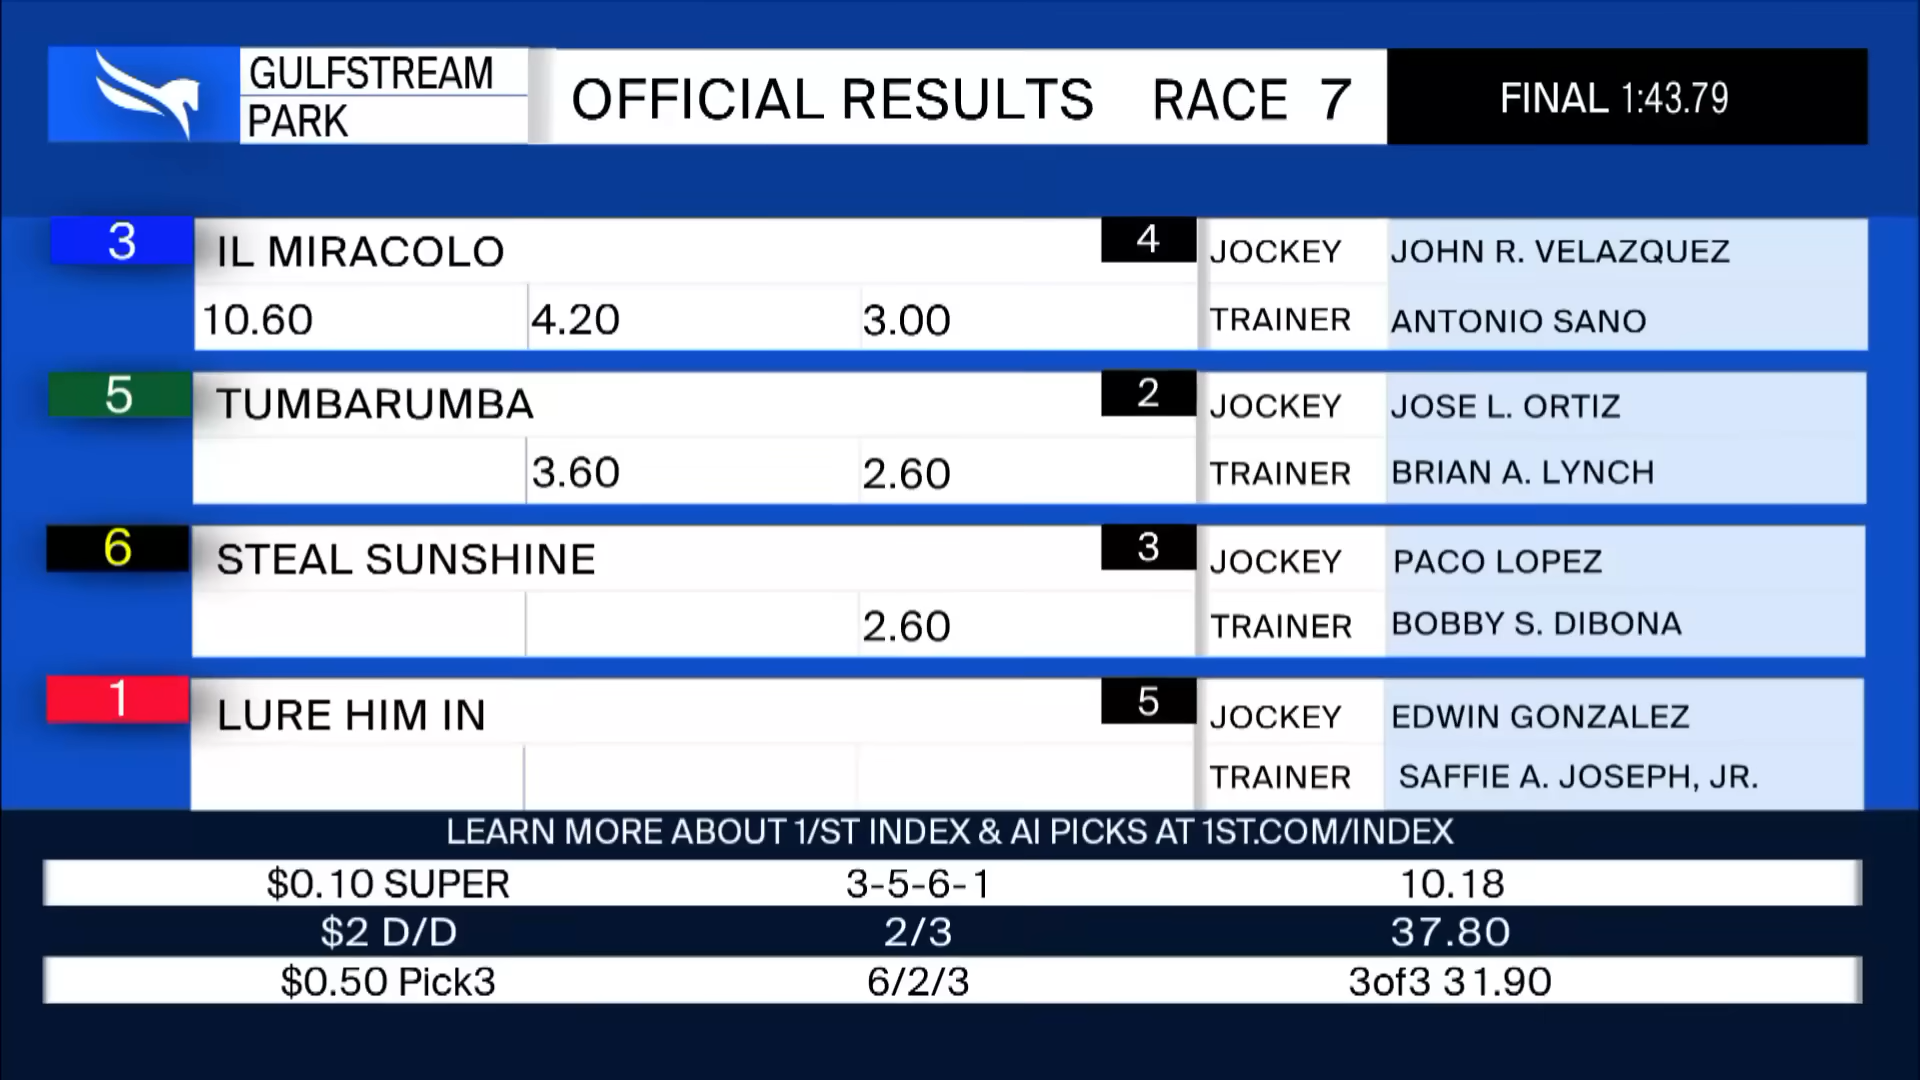 GULFSTREAM
PARK
OFFICIAL RESULTS RACE 7
FINAL 1:43.79
3 IL MIRACOLO 4 JOCKEY JOHN R. VELAZQUEZ
10.60 4.20 3.00 TRAINER ANTONIO SANO
5 TUMBARUMBA 2 JOCKEY JOSE L. ORTIZ
3.60 2.60 TRAINER BRIAN A. LYNCH
6 STEAL SUNSHINE 3 JOCKEY PACO LOPEZ
2.60 TRAINER BOBBY S. DIBONA
1 LURE HIM IN 5 JOCKEY EDWIN GONZALEZ
TRAINER SAFFIE A. JOSEPH, JR.
LEARN MORE ABOUT 1/ST INDEX & AI PICKS AT 1ST.COM/INDEX
$0.10 SUPER 3-5-6-1 10.18
$2 D/D 2/3 37.80
$0.50 Pick3 6/2/3 3of3 31.90